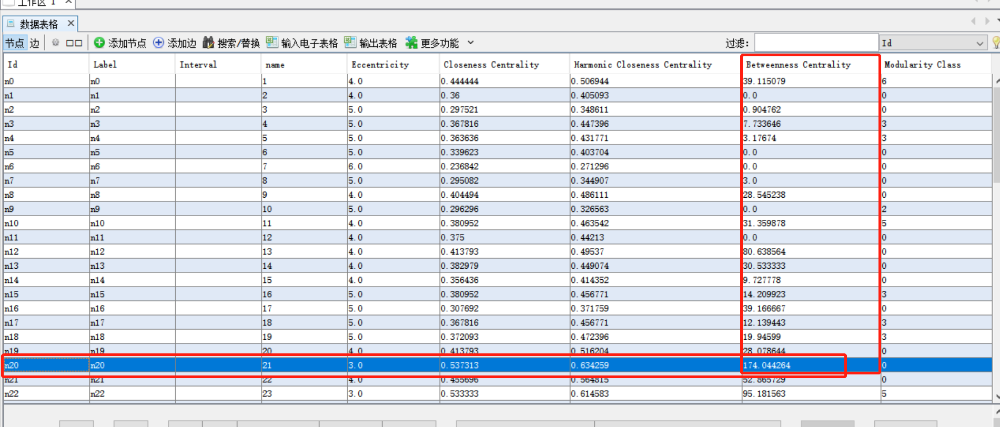 工作区 1 ×
数据表格 ×
节点 边 添加节点 添加边 搜索/替换 输入电子表格 输出表格 更多功能 过滤: Id
Id Label Interval name Eccentricity Closeness Centrality Harmonic Closeness Centrality Betweenness Centrality Modularity Class
n0 n0 1 4.0 0.444444 0.506944 39.115079 6
n1 n1 2 4.0 0.36 0.405093 0.0 0
n2 n2 3 5.0 0.297521 0.348611 0.904762 0
n3 n3 4 5.0 0.367816 0.447396 7.733646 3
n4 n4 5 5.0 0.363636 0.431771 3.17674 3
n5 n5 6 5.0 0.339623 0.403704 0.0 0
n6 n6 7 6.0 0.236842 0.271296 0.0 0
n7 n7 8 5.0 0.295082 0.344907 3.0 0
n8 n8 9 4.0 0.404494 0.486111 28.545238 0
n9 n9 10 5.0 0.296296 0.326563 0.0 2
n10 n10 11 4.0 0.380952 0.463542 31.359878 5
n11 n11 12 4.0 0.375 0.44213 0.0 0
n12 n12 13 4.0 0.413793 0.49537 80.638564 0
n13 n13 14 4.0 0.382979 0.449074 30.533333 0
n14 n14 15 4.0 0.356436 0.414352 9.727778 0
n15 n15 16 5.0 0.380952 0.456771 14.209923 3
n16 n16 17 5.0 0.307692 0.371759 39.166667 0
n17 n17 18 5.0 0.367816 0.456771 12.139443 3
n18 n18 19 5.0 0.372093 0.472396 19.94599 3
n19 n19 20 4.0 0.413793 0.516204 28.078644 0
n20 n20 21 3.0 0.537313 0.634259 174.044264 0
n21 n21 22 4.0 0.455696 0.564815 52.865729 0
n22 n22 23 3.0 0.533333 0.614583 95.181563 5